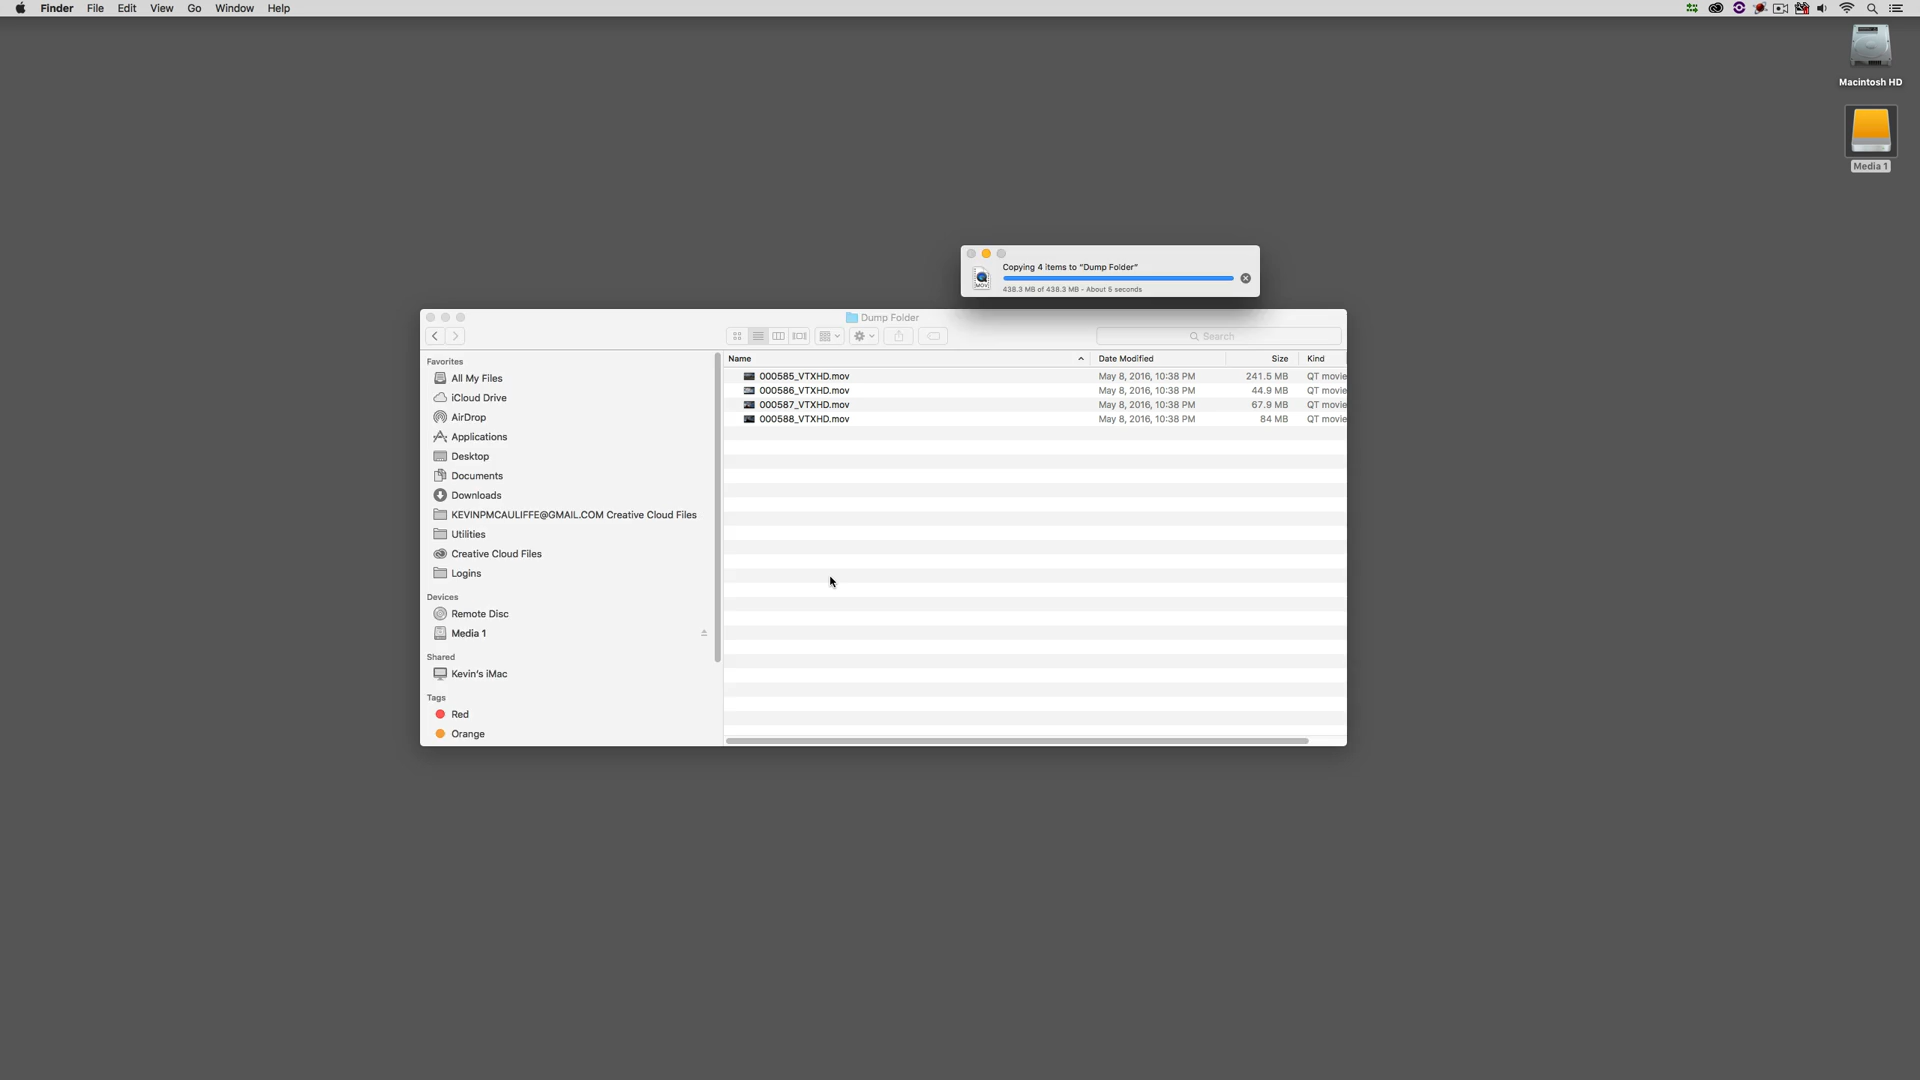 Finder File Edit View Go Window Help
Macintosh HD
Media 1
Copying 4 items to “Dump Folder”
438.3 MB of 438.3 MB - About 5 seconds
Dump Folder
Search
Favorites
All My Files
iCloud Drive
AirDrop
Applications
Desktop
Documents
Downloads
KEVINPMCAULIFFE@GMAIL.COM Creative Cloud Files
Utilities
Creative Cloud Files
Logins
Devices
Remote Disc
Media 1
Shared
Kevin's iMac
Tags
Red
Orange
Name Date Modified Size Kind
000585_VTXHD.mov May 8, 2016, 10:38 PM 241.5 MB QT movie
000586_VTXHD.mov May 8, 2016, 10:38 PM 44.9 MB QT movie
000587_VTXHD.mov May 8, 2016, 10:38 PM 67.9 MB QT movie
000588_VTXHD.mov May 8, 2016, 10:38 PM 84 MB QT movie